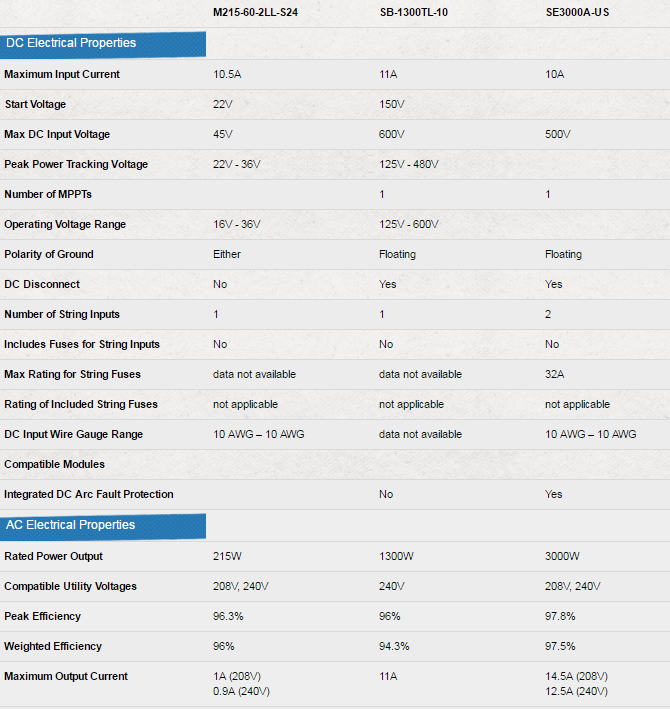 M215-60-2LL-S24 SB-1300TL-10 SE3000A-US
DC Electrical Properties
Maximum Input Current 10.5A 11A 10A
Start Voltage 22V 150V
Max DC Input Voltage 45V 600V 500V
Peak Power Tracking Voltage 22V - 36V 125V - 480V
Number of MPPTs 1 1
Operating Voltage Range 16V - 36V 125V - 600V
Polarity of Ground Either Floating Floating
DC Disconnect No Yes Yes
Number of String Inputs 1 1 2
Includes Fuses for String Inputs No No No
Max Rating for String Fuses data not available data not available 32A
Rating of Included String Fuses not applicable not applicable not applicable
DC Input Wire Gauge Range 10 AWG – 10 AWG data not available 10 AWG – 10 AWG
Compatible Modules
Integrated DC Arc Fault Protection No Yes
AC Electrical Properties
Rated Power Output 215W 1300W 3000W
Compatible Utility Voltages 208V, 240V 240V 208V, 240V
Peak Efficiency 96.3% 96% 97.8%
Weighted Efficiency 96% 94.3% 97.5%
Maximum Output Current 1A (208V) 11A 14.5A (208V)
0.9A (240V) 12.5A (240V)